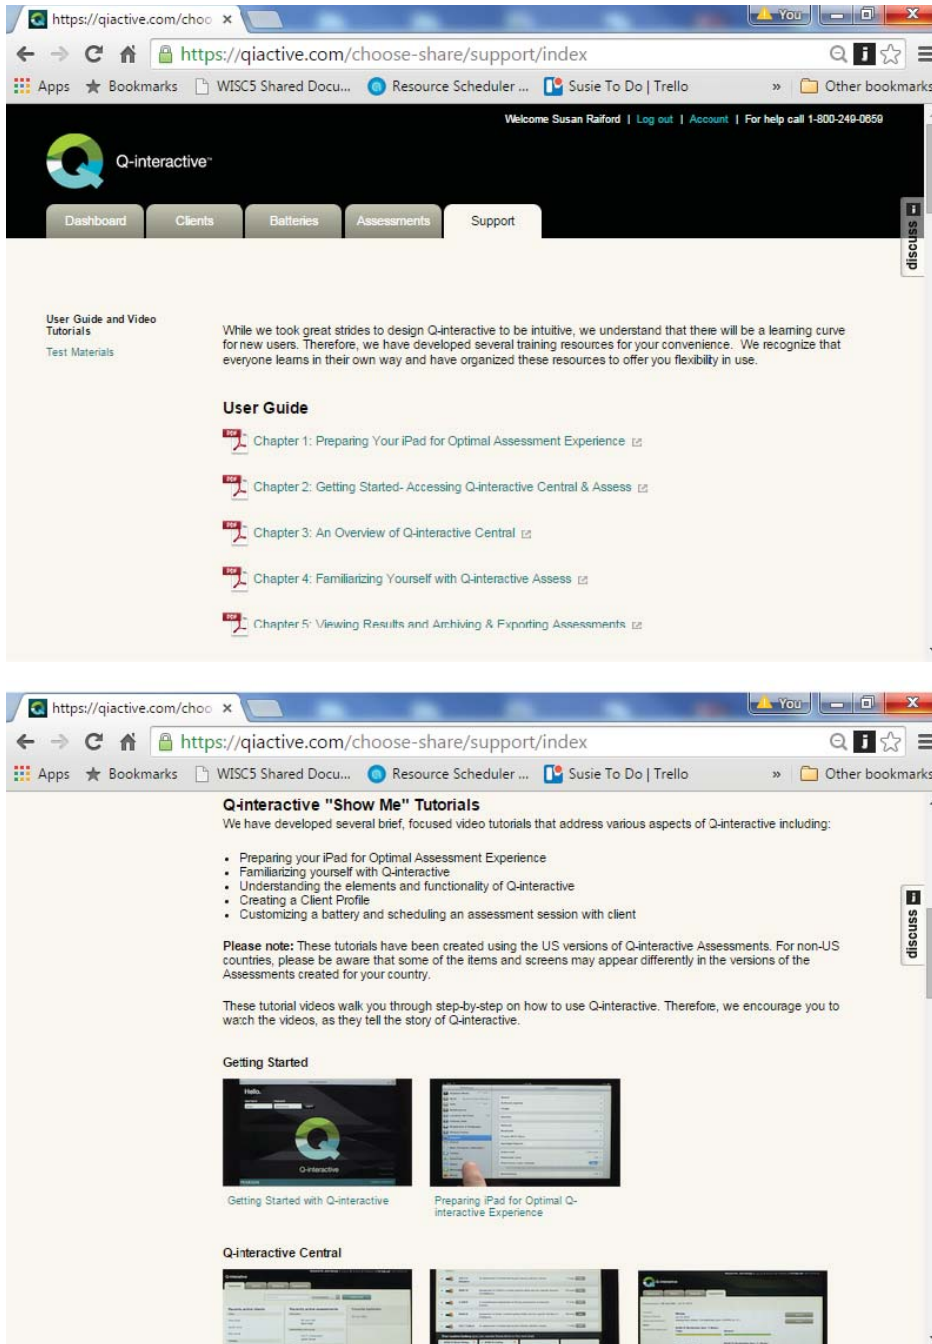 https://qiactive.com/choo ×
You
https://qiactive.com/choose-share/support/index
Apps Bookmarks WISC5 Shared Docu... Resource Scheduler ... Susie To Do | Trello » Other bookmarks
Welcome Susan Raiford | Log out | Account | For help call 1-800-249-0659
Q-interactive™
Dashboard Clients Batteries Assessments Support
discuss
User Guide and Video
Tutorials
Test Materials
While we took great strides to design Q-interactive to be intuitive, we understand that there will be a learning curve
for new users. Therefore, we have developed several training resources for your convenience. We recognize that
everyone learns in their own way and have organized these resources to offer you flexibility in use.
User Guide
Chapter 1: Preparing Your iPad for Optimal Assessment Experience
Chapter 2: Getting Started- Accessing Q-interactive Central & Assess
Chapter 3: An Overview of Q-interactive Central
Chapter 4: Familiarizing Yourself with Q-interactive Assess
Chapter 5: Viewing Results and Archiving & Exporting Assessments
https://qiactive.com/choo ×
You
https://qiactive.com/choose-share/support/index
Apps Bookmarks WISC5 Shared Docu... Resource Scheduler ... Susie To Do | Trello » Other bookmarks
Q-interactive "Show Me" Tutorials
We have developed several brief, focused video tutorials that address various aspects of Q-interactive including:
• Preparing your iPad for Optimal Assessment Experience
• Familiarizing yourself with Q-interactive
• Understanding the elements and functionality of Q-interactive
• Creating a Client Profile
• Customizing a battery and scheduling an assessment session with client
discuss
Please note: These tutorials have been created using the US versions of Q-interactive Assessments. For non-US
countries, please be aware that some of the items and screens may appear differently in the versions of the
Assessments created for your country.
These tutorial videos walk you through step-by-step on how to use Q-interactive. Therefore, we encourage you to
watch the videos, as they tell the story of Q-interactive.
Getting Started
Hello.
Q-interactive
Getting Started with Q-interactive
Preparing iPad for Optimal Q-
interactive Experience
Q-interactive Central